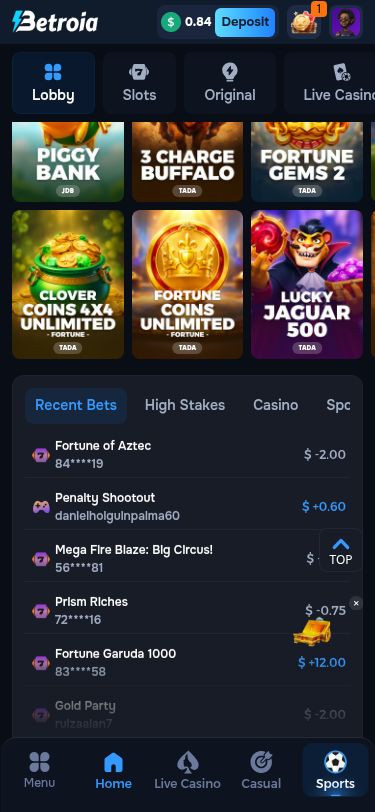 Betroia
$ 0.84 Deposit
1
Lobby
Slots
Original
Live Casino
PIGGY
BANK
JDB
3 CHARGE
BUFFALO
TADA
FORTUNE
GEMS 2
TADA
CLOVER
COINS 4X4
UNLIMITED
- FORTUNE -
TADA
FORTUNE
COINS
UNLIMITED
- FORTUNE -
TADA
LUCKY
JAGUAR
500
TADA
Recent Bets
High Stakes
Casino
Spo
Fortune of Aztec
84****19
$ -2.00
Penalty Shootout
danielholguinpalma60
$ +0.60
Mega Fire Blaze: Big Circus!
56****81
$ -
TOP
Prism Riches
72****16
$ -0.75
Fortune Garuda 1000
83****58
$ +12.00
Gold Party
ruizaalan7
$ -2.00
Menu
Home
Live Casino
Casual
Sports